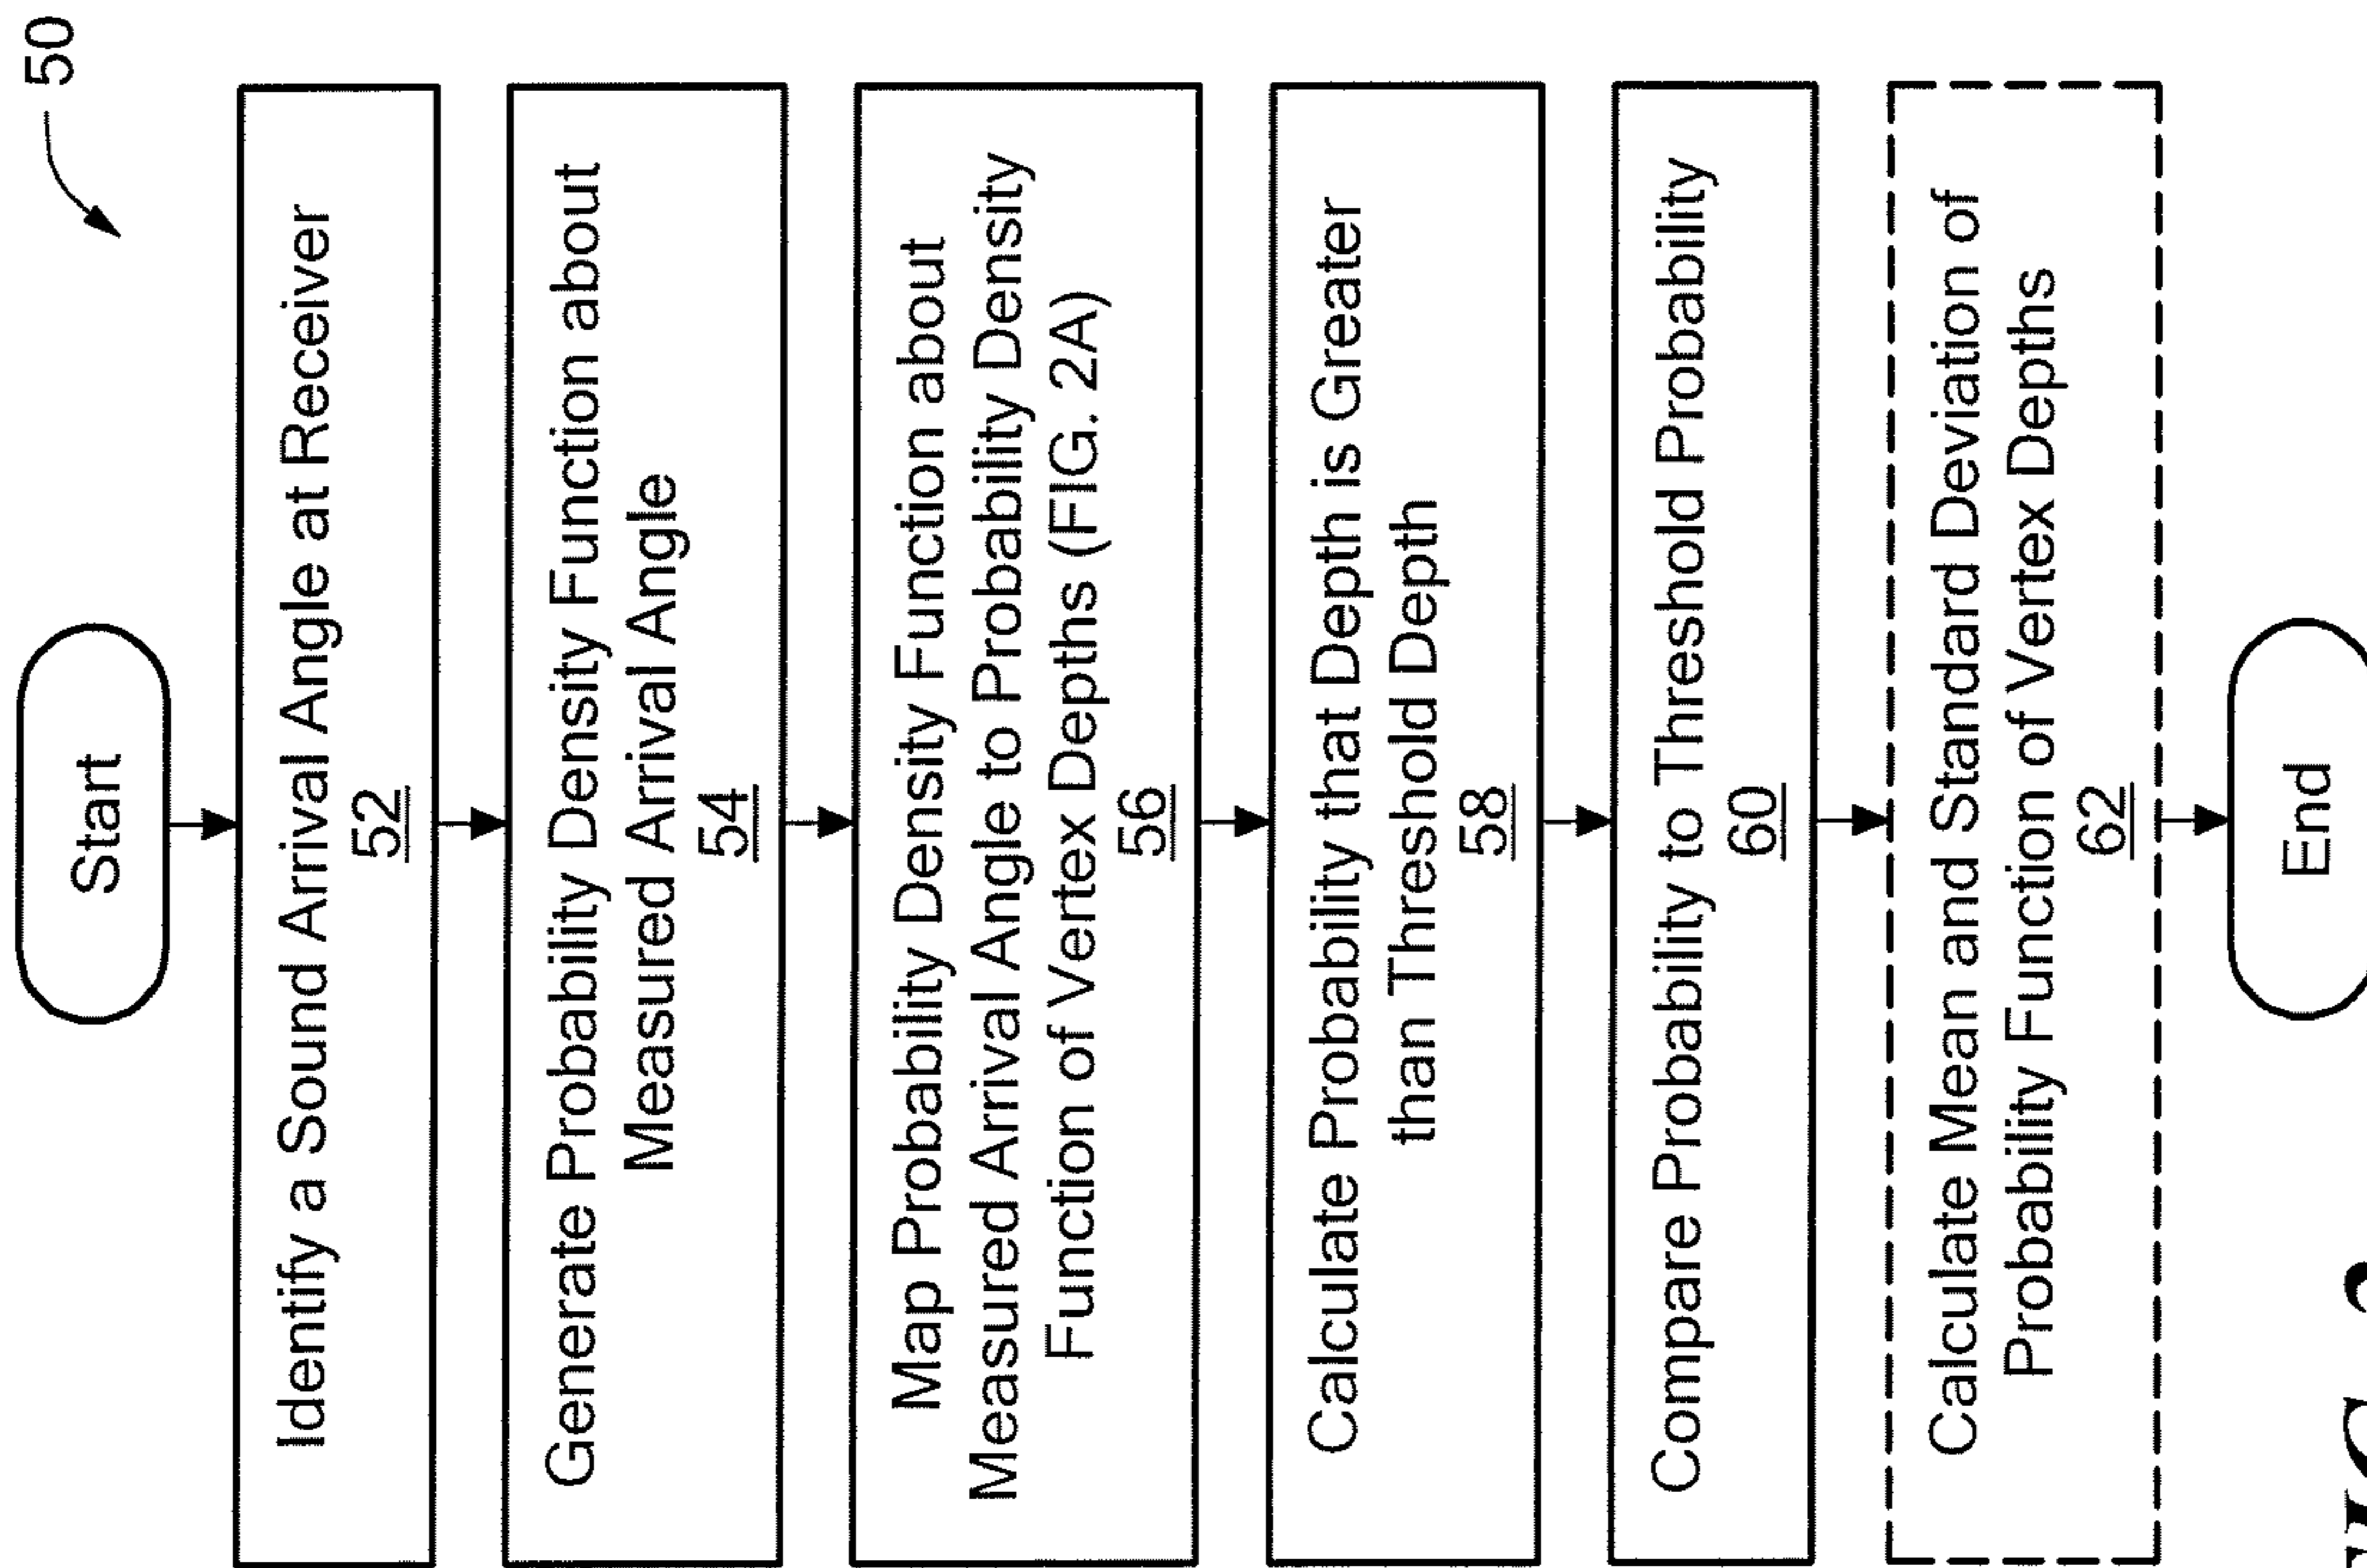 50
Start
Identify a Sound Arrival Angle at Receiver
52
Generate Probability Density Function about
Measured Arrival Angle
54
Map Probability Density Function about
Measured Arrival Angle to Probability Density
Function of Vertex Depths (FIG. 2A)
56
Calculate Probability that Depth is Greater
than Threshold Depth
58
Compare Probability to Threshold Probability
60
Calculate Mean and Standard Deviation of
Probability Function of Vertex Depths
62
End